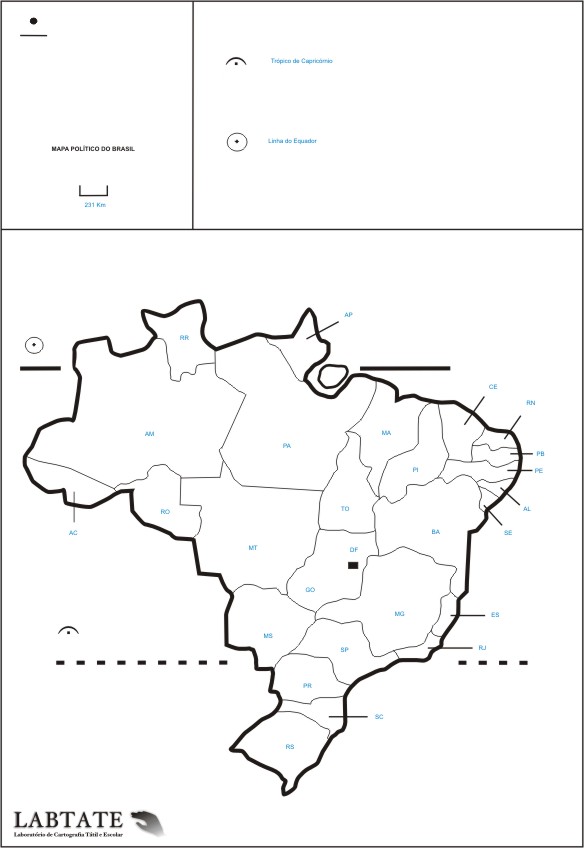 Trópico de Capricórnio
Linha do Equador
MAPA POLÍTICO DO BRASIL
231 Km
AP
RR
CE
RN
AM
MA
PA
PB
PI
PE
RO
TO
AL
AC
BA
SE
MT
DF
GO
MG
ES
MS
SP
RJ
PR
SC
RS
LABTATE
Laboratório de Cartografia Tátil e Escolar